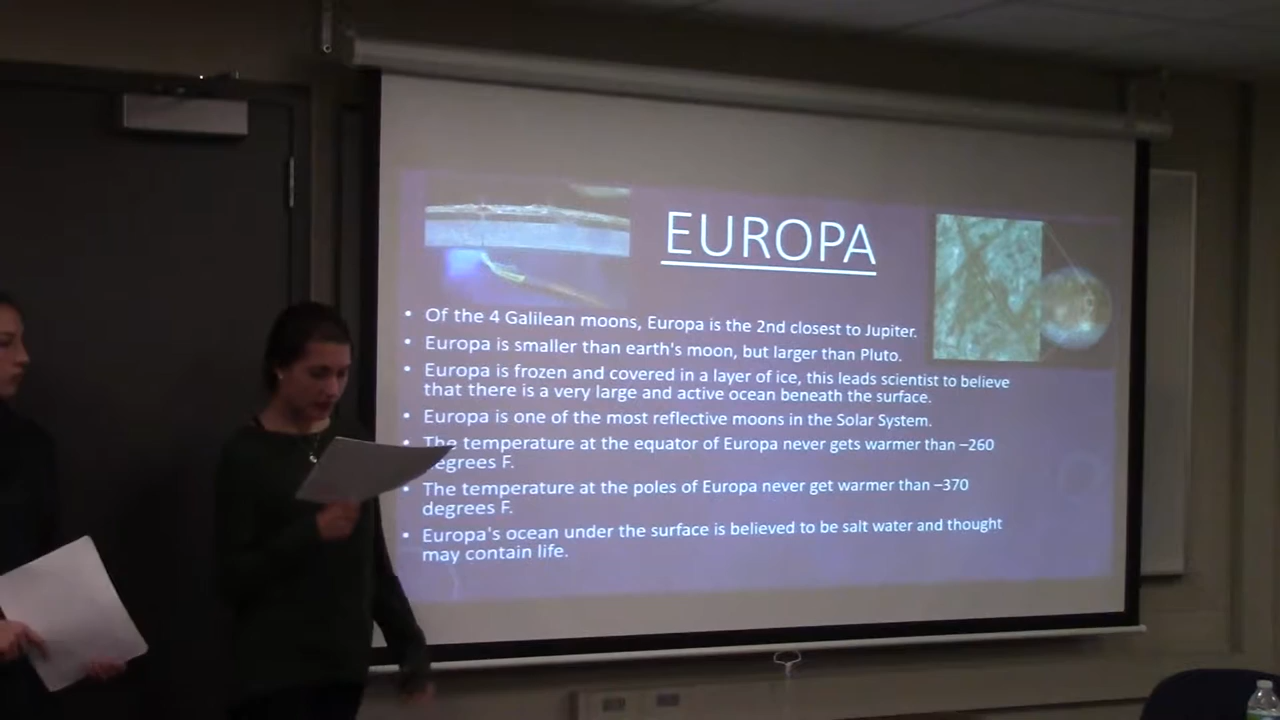 EUROPA
• Of the 4 Galilean moons, Europa is the 2nd closest to Jupiter.
• Europa is smaller than earth's moon, but larger than Pluto.
• Europa is frozen and covered in a layer of ice, this leads scientist to believe
that there is a very large and active ocean beneath the surface.
• Europa is one of the most reflective moons in the Solar System.
• The temperature at the equator of Europa never gets warmer than –260
egrees F.
• The temperature at the poles of Europa never get warmer than –370
degrees F.
• Europa's ocean under the surface is believed to be salt water and thought
may contain life.